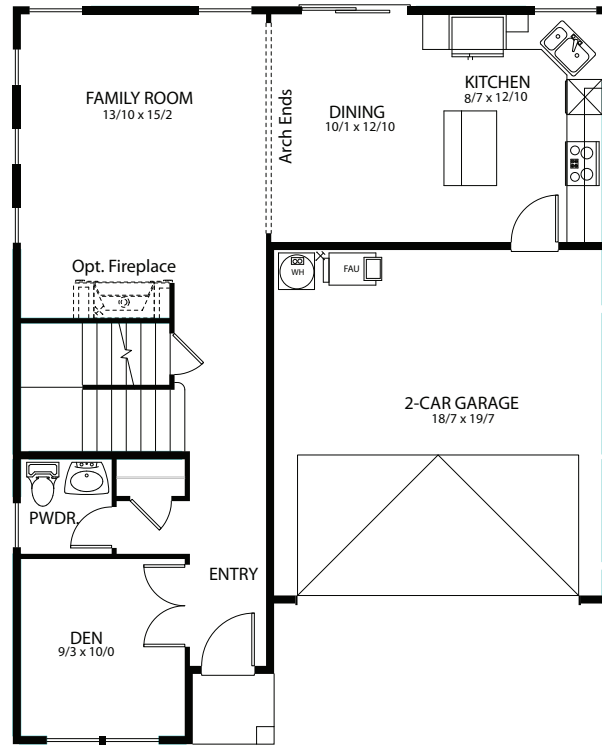 FAMILY ROOM
13/10 x 15/2
Arch Ends
DINING
10/1 x 12/10
KITCHEN
8/7 x 12/10
Opt. Fireplace
WH
FAU
2-CAR GARAGE
18/7 x 19/7
PWDR.
ENTRY
DEN
9/3 x 10/0